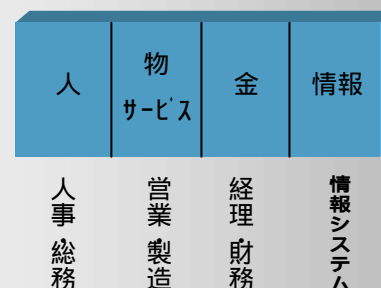 人
物
サービス
金
情報
人事・総務
営業・製造
経理・財務
情報システム